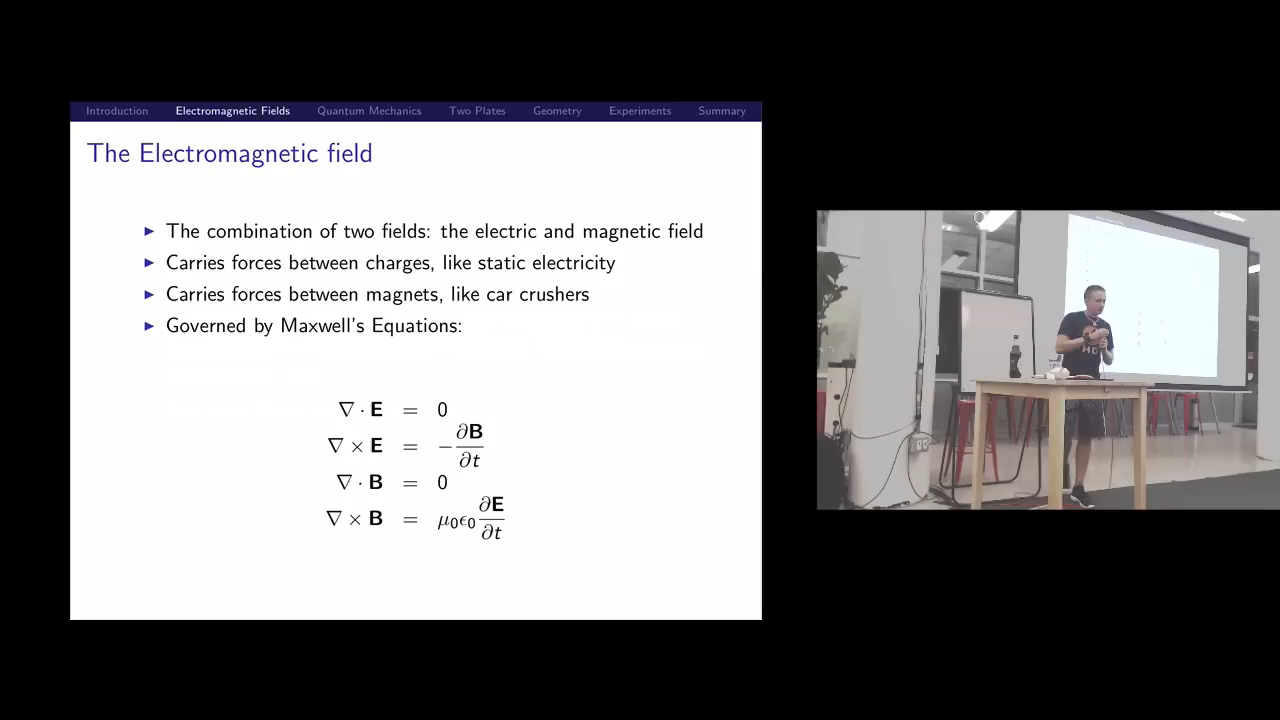 Introduction Electromagnetic Fields Quantum Mechanics Two Plates Geometry Experiments Summary
The Electromagnetic field
▶ The combination of two fields: the electric and magnetic field
▶ Carries forces between charges, like static electricity
▶ Carries forces between magnets, like car crushers
▶ Governed by Maxwell's Equations:
∇ · E = 0
∇ × E = −∂B/∂t
∇ · B = 0
∇ × B = μ₀ϵ₀∂E/∂t